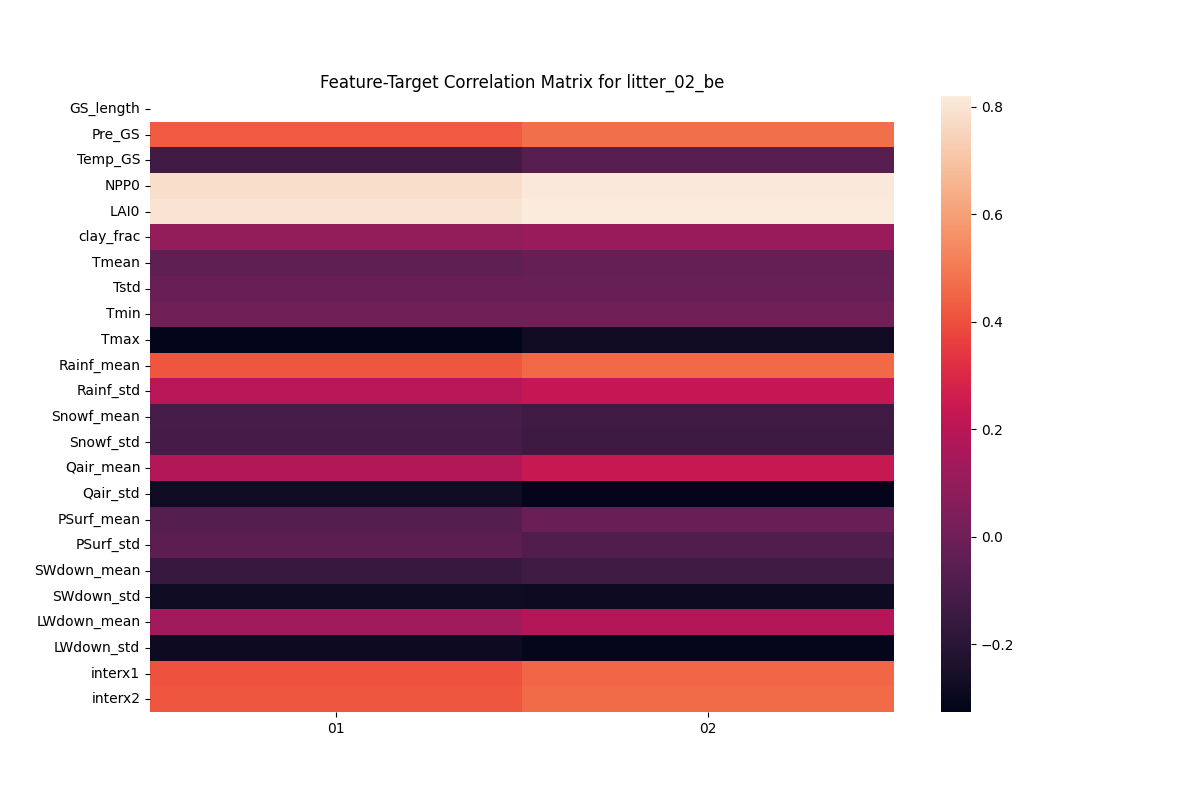 Feature-Target Correlation Matrix for litter_02_be
GS_length
Pre_GS
Temp_GS
NPP0
LAI0
clay_frac
Tmean
Tstd
Tmin
Tmax
Rainf_mean
Rainf_std
Snowf_mean
Snowf_std
Qair_mean
Qair_std
PSurf_mean
PSurf_std
SWdown_mean
SWdown_std
LWdown_mean
LWdown_std
interx1
interx2
01
02
0.8
0.6
0.4
0.2
0.0
−0.2